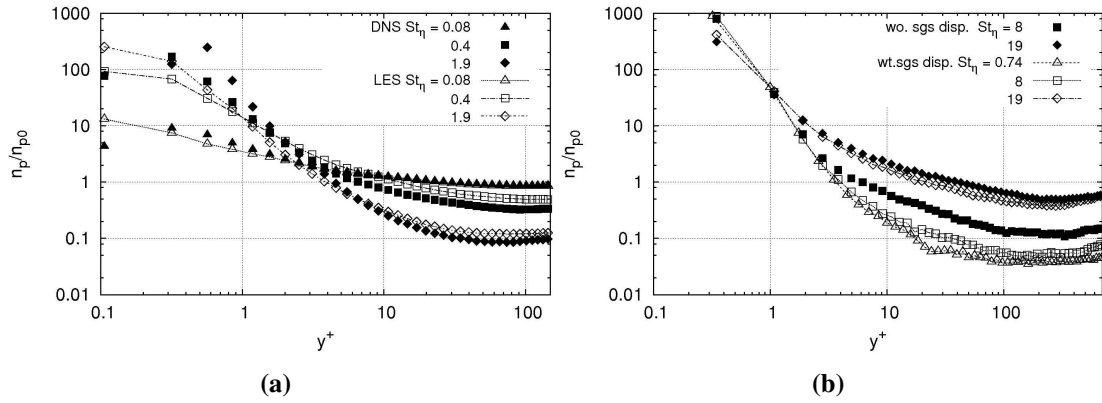 1000
100
10
1
0.1
0.01
0.1
1
10
100
n_p/n_p0
y+
DNS St_η = 0.08
0.4
1.9
LES St_η = 0.08
0.4
1.9
(a)
1000
100
10
1
0.1
0.01
0.1
1
10
100
n_p/n_p0
y+
wo. sgs disp. St_η = 8
19
wt.sgs disp. St_η = 0.74
8
19
(b)